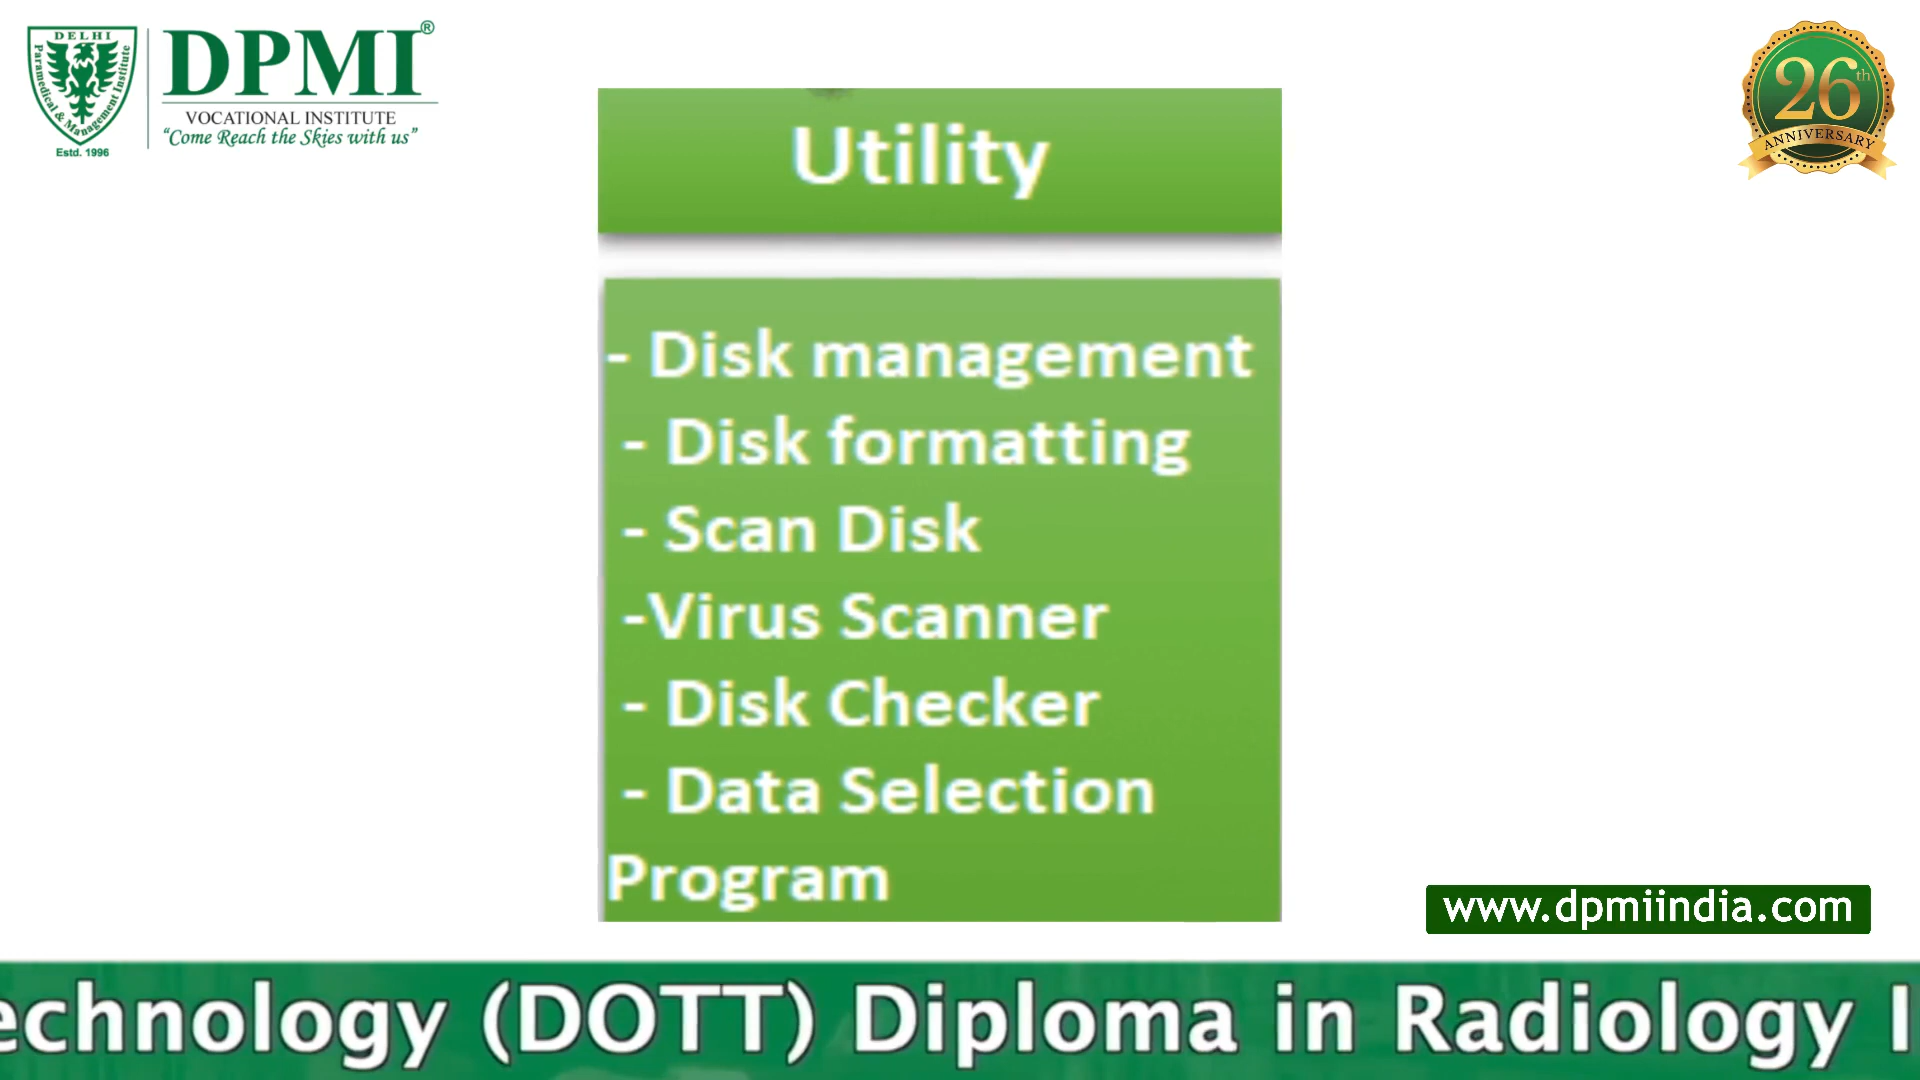 DELHI
Paramedical & Management Institute
Estd. 1996
DPMI®
VOCATIONAL INSTITUTE
"Come Reach the Skies with us"
26th
ANNIVERSARY
Utility
- Disk management
- Disk formatting
- Scan Disk
-Virus Scanner
- Disk Checker
- Data Selection
Program
www.dpmiindia.com
echnology (DOTT) Diploma in Radiology I